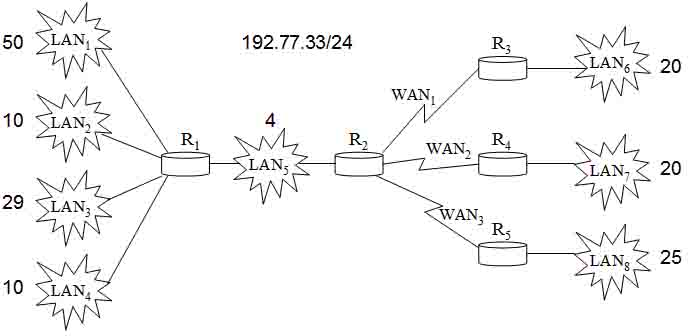 50 LAN1
192.77.33/24
R3
LAN6 20
WAN1
10 LAN2
4
R1
LAN5
R2
WAN2
R4
LAN7 20
29 LAN3
WAN3
R5
LAN8 25
10 LAN4